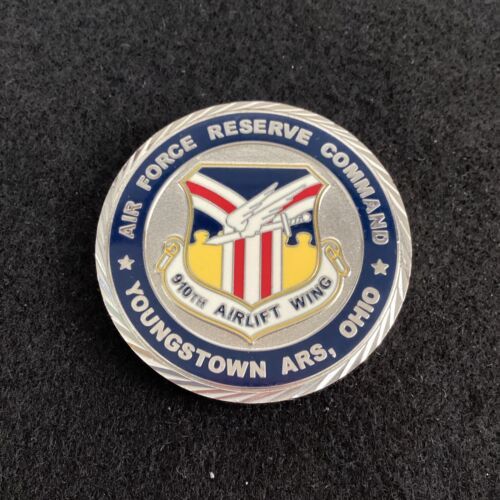 AIR FORCE RESERVE COMMAND
910TH AIRLIFT WING
YOUNGSTOWN ARS, OHIO